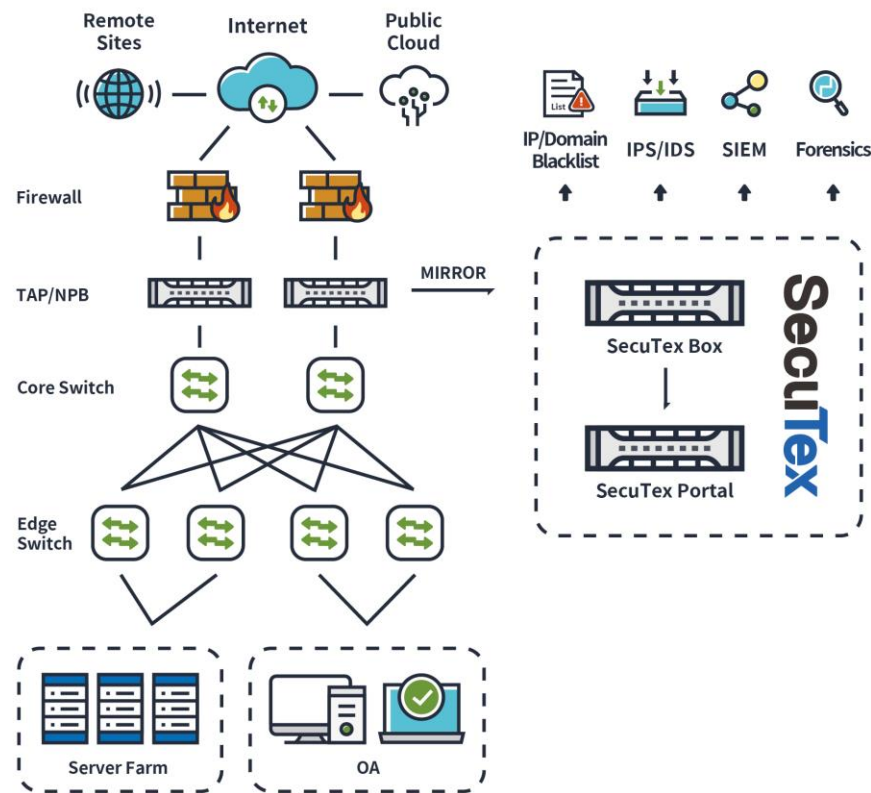 Remote
Sites
Internet
Public
Cloud
List
IP/Domain
Blacklist
IPS/IDS
SIEM
Forensics
Firewall
TAP/NPB
MIRROR
SecuTex Box
SecuTex Portal
SecuTex
Core Switch
Edge
Switch
Server Farm
OA